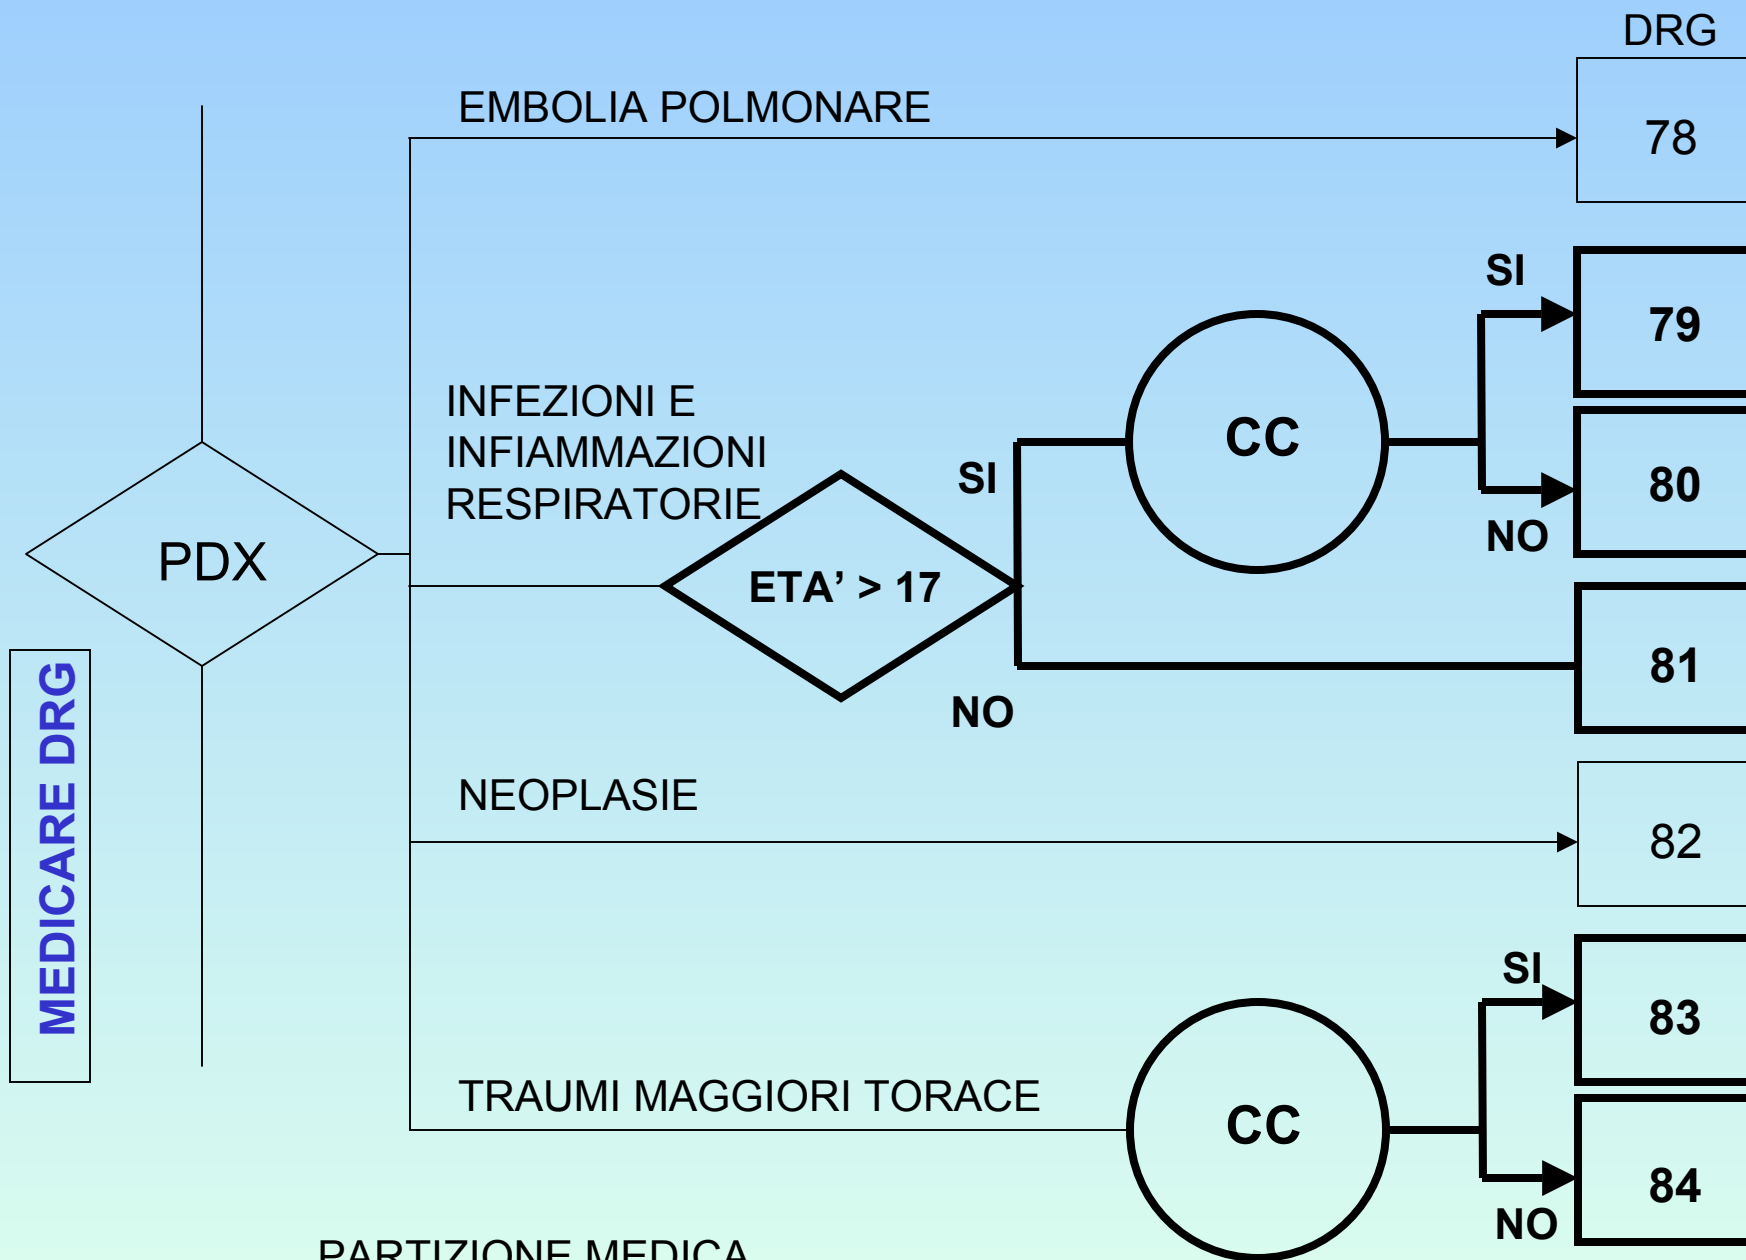 DRG
EMBOLIA POLMONARE
78
SI
79
INFEZIONI E
INFIAMMAZIONI
RESPIRATORIE
SI
CC
80
NO
PDX
ETA’ > 17
81
NO
MEDICARE DRG
NEOPLASIE
82
SI
83
TRAUMI MAGGIORI TORACE
CC
84
NO
PARTIZIONE MEDICA